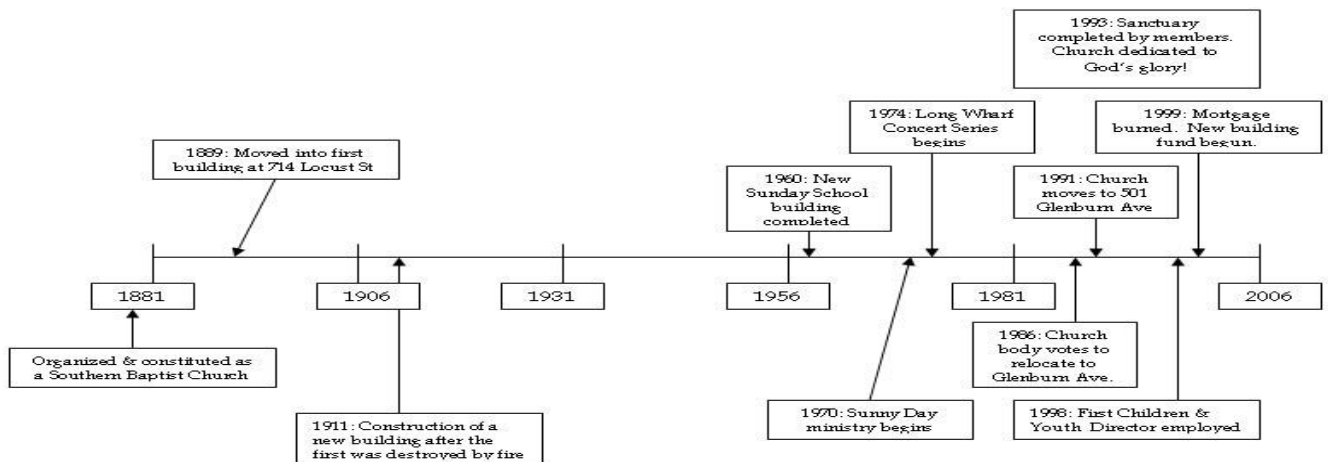 1993: Sanctuary
completed by members.
Church dedicated to
God's glory!
1974: Long Wharf
Concert Series
begins
1999: Mortgage
burned. New building
fund begun.
1889: Moved into first
building at 714 Locust St
1960: New
Sunday School
building
completed
1991: Church
moves to 501
Glenburn Ave
1881
1906
1931
1956
1981
2006
Organized & constituted as
a Southern Baptist Church
1986: Church
body votes to
relocate to
Glenburn Ave.
1911: Construction of a
new building after the
first was destroyed by fire
1970: Sunny Day
ministry begins
1998: First Children &
Youth Director employed